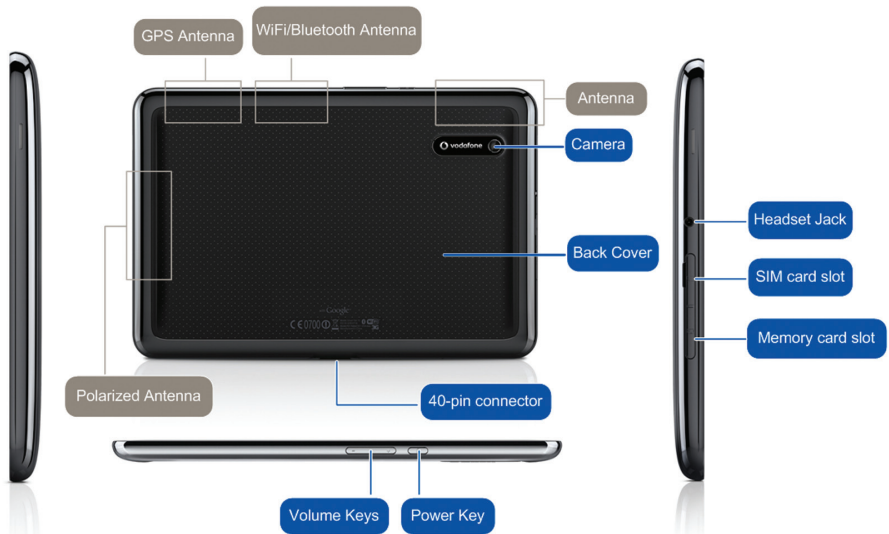 GPS Antenna
WiFi/Bluetooth Antenna
Antenna
vodafone
Camera
Headset Jack
Back Cover
SIM card slot
Google
CE0700
Memory card slot
Polarized Antenna
40-pin connector
Volume Keys
Power Key